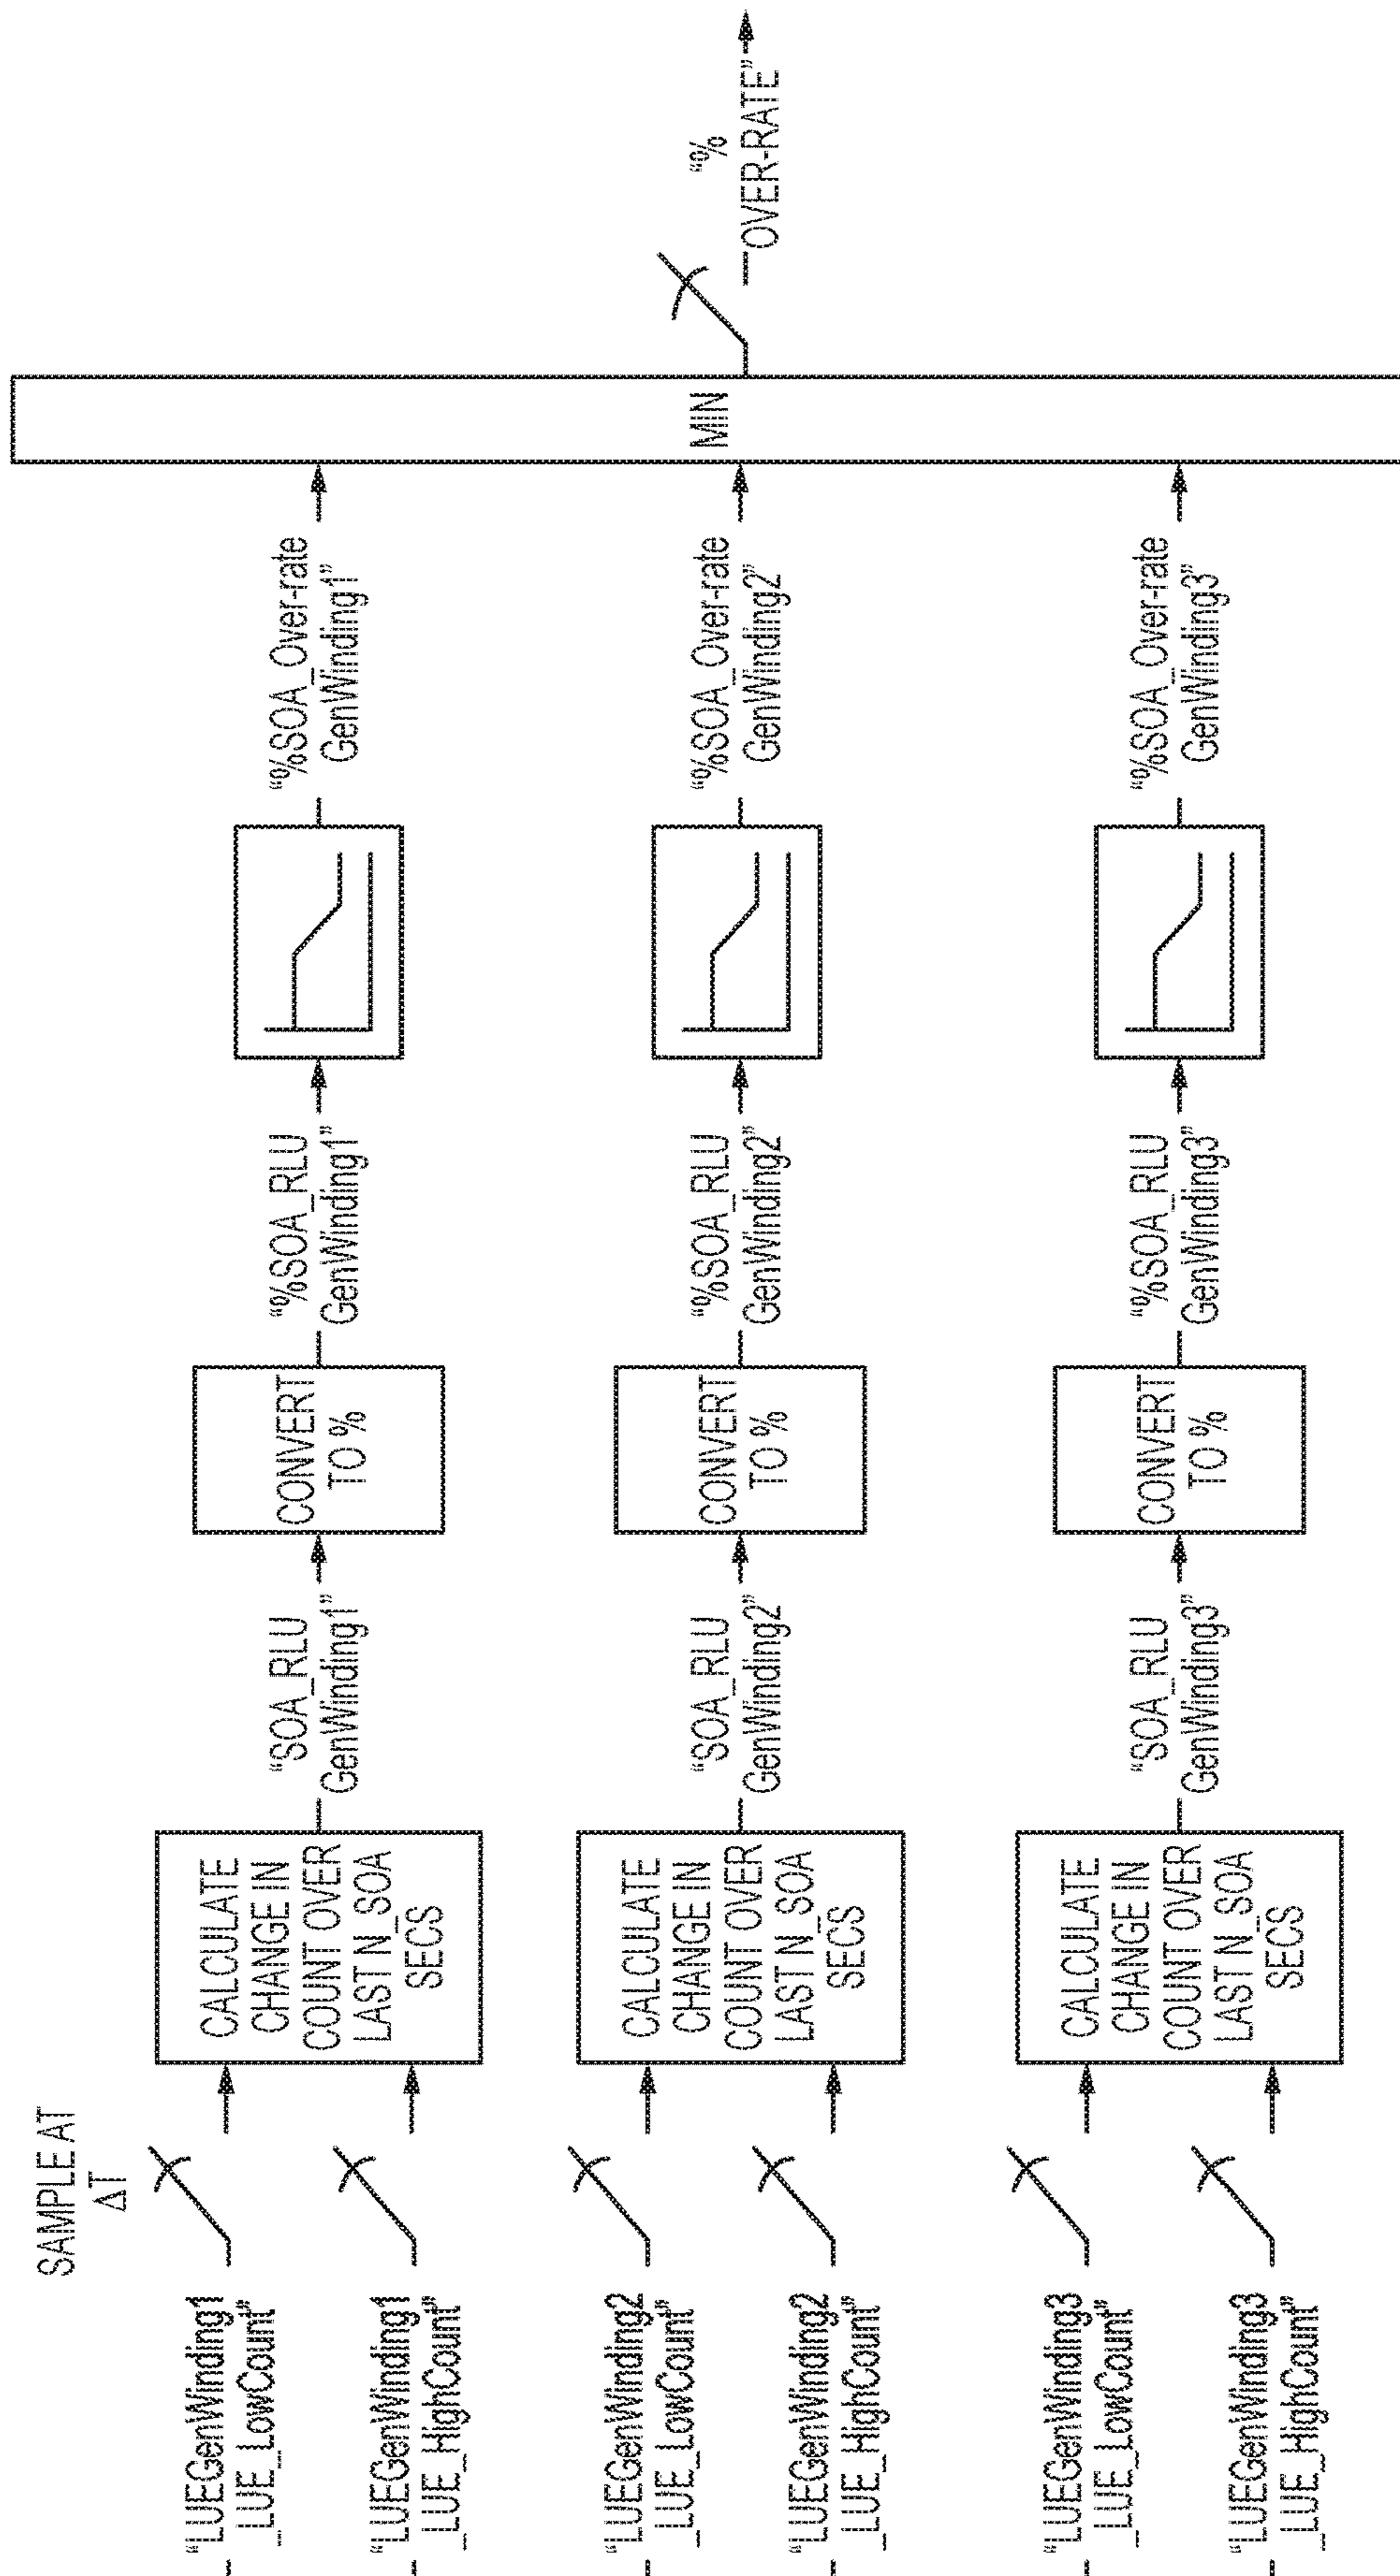 SAMPLE AT
ΔT
“LUEGenWinding1
_LUE_LowCount”
“LUEGenWinding1
_LUE_HighCount”
CALCULATE
CHANGE IN
COUNT OVER
LAST N_SOA
SECS
“SOA_RLU
GenWinding1”
CONVERT
TO %
“%SOA_RLU
GenWinding1”
“%SOA_Over-rate
GenWinding1”
“LUEGenWinding2
_LUE_LowCount”
“LUEGenWinding2
_LUE_HighCount”
CALCULATE
CHANGE IN
COUNT OVER
LAST N_SOA
SECS
“SOA_RLU
GenWinding2”
CONVERT
TO %
“%SOA_RLU
GenWinding2”
“%SOA_Over-rate
GenWinding2”
MIN
“%
OVER-RATE”
“LUEGenWinding3
_LUE_LowCount”
“LUEGenWinding3
_LUE_HighCount”
CALCULATE
CHANGE IN
COUNT OVER
LAST N_SOA
SECS
“SOA_RLU
GenWinding3”
CONVERT
TO %
“%SOA_RLU
GenWinding3”
“%SOA_Over-rate
GenWinding3”